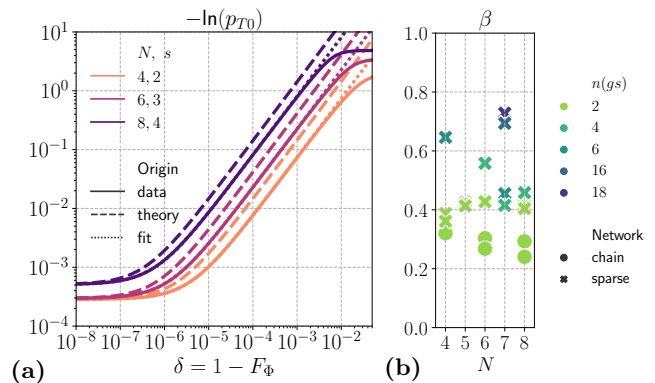 −ln(p_{T0})
10^1
10^0
10^{−1}
10^{−2}
10^{−3}
10^{−4}
N, s
4, 2
6, 3
8, 4
Origin
data
theory
fit
10^{−8} 10^{−7} 10^{−6} 10^{−5} 10^{−4} 10^{−3} 10^{−2}
δ = 1 − F_Φ
(a)
β
1.0
0.8
0.6
0.4
0.2
0.0
4 5 6 7 8
N
(b)
n(gs)
2
4
6
16
18
Network
chain
sparse